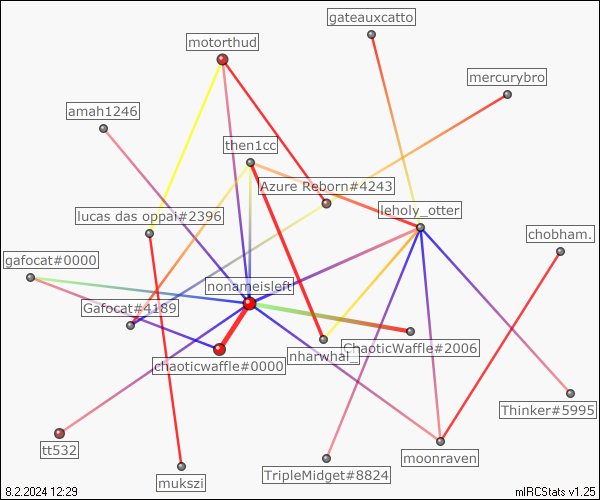 gateauxcatto
motorthud
mercurybro
amah1246
then1cc
Azure Reborn#4243
lucas das oppai#2396
leholy_otter
chobham.
gafocat#0000
nonameisleft
Gafocat#4189
nharwhal_
ChaoticWaffle#2006
chaoticwaffle#0000
Thinker#5995
tt532
moonraven
TripleMidget#8824
mukszi
8.2.2024 12:29
mIRCStats v1.25